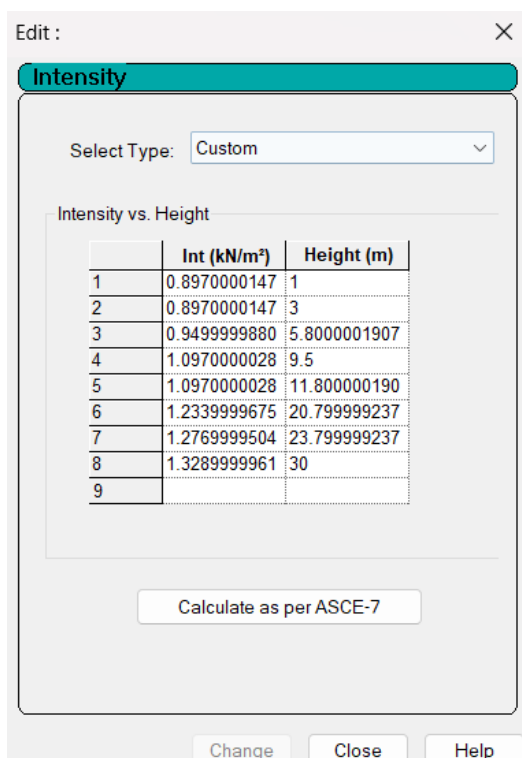 Edit :
Intensity
Select Type: Custom
Intensity vs. Height
Int (kN/m²) Height (m)
1 0.8970000147 1
2 0.8970000147 3
3 0.9499999880 5.8000001907
4 1.0970000028 9.5
5 1.0970000028 11.800000190
6 1.2339999675 20.799999237
7 1.2769999504 23.799999237
8 1.3289999961 30
9
Calculate as per ASCE-7
Change Close Help